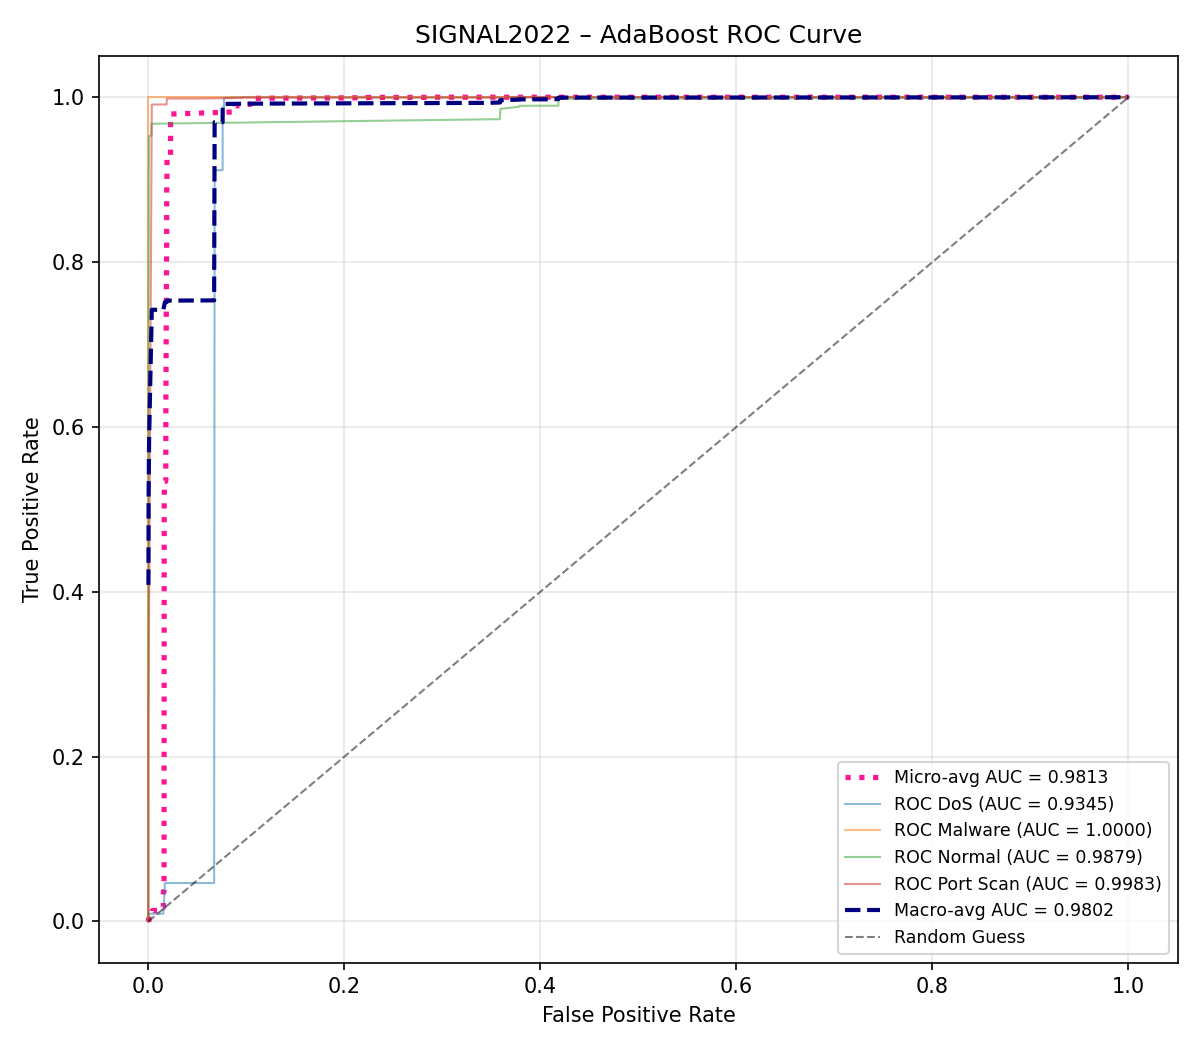 SIGNAL2022 – AdaBoost ROC Curve
True Positive Rate
1.0
0.8
0.6
0.4
0.2
0.0
0.0 0.2 0.4 0.6 0.8 1.0
False Positive Rate
Micro-avg AUC = 0.9813
ROC DoS (AUC = 0.9345)
ROC Malware (AUC = 1.0000)
ROC Normal (AUC = 0.9879)
ROC Port Scan (AUC = 0.9983)
Macro-avg AUC = 0.9802
Random Guess